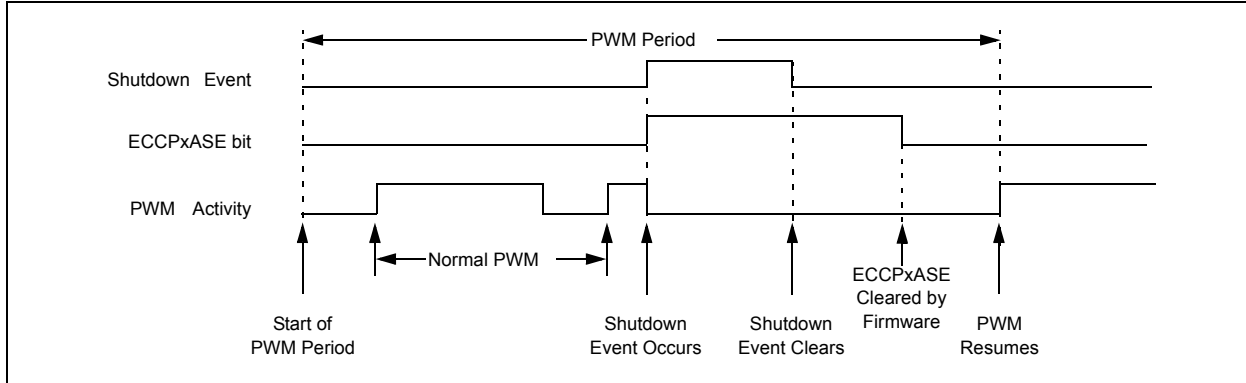 PWM Period
Shutdown Event
ECCPxASE bit
PWM Activity
Normal PWM
Start of
PWM Period
Shutdown
Event Occurs
Shutdown
Event Clears
ECCPxASE
Cleared by
Firmware
PWM
Resumes